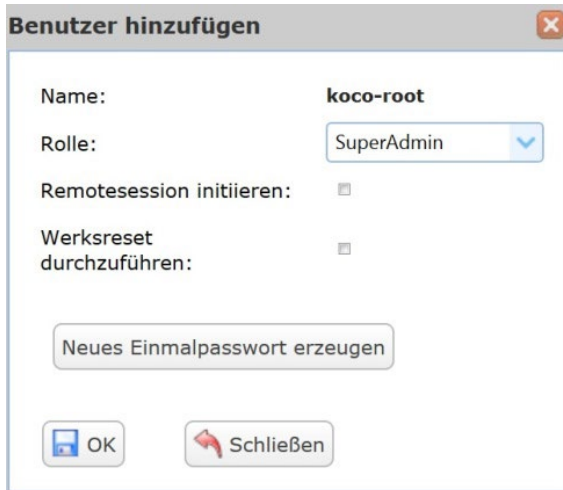 Benutzer hinzufügen
Name: koco-root
Rolle: SuperAdmin
Remotesession initiieren:
Werksreset
durchzuführen:
Neues Einmalpasswort erzeugen
OK Schließen